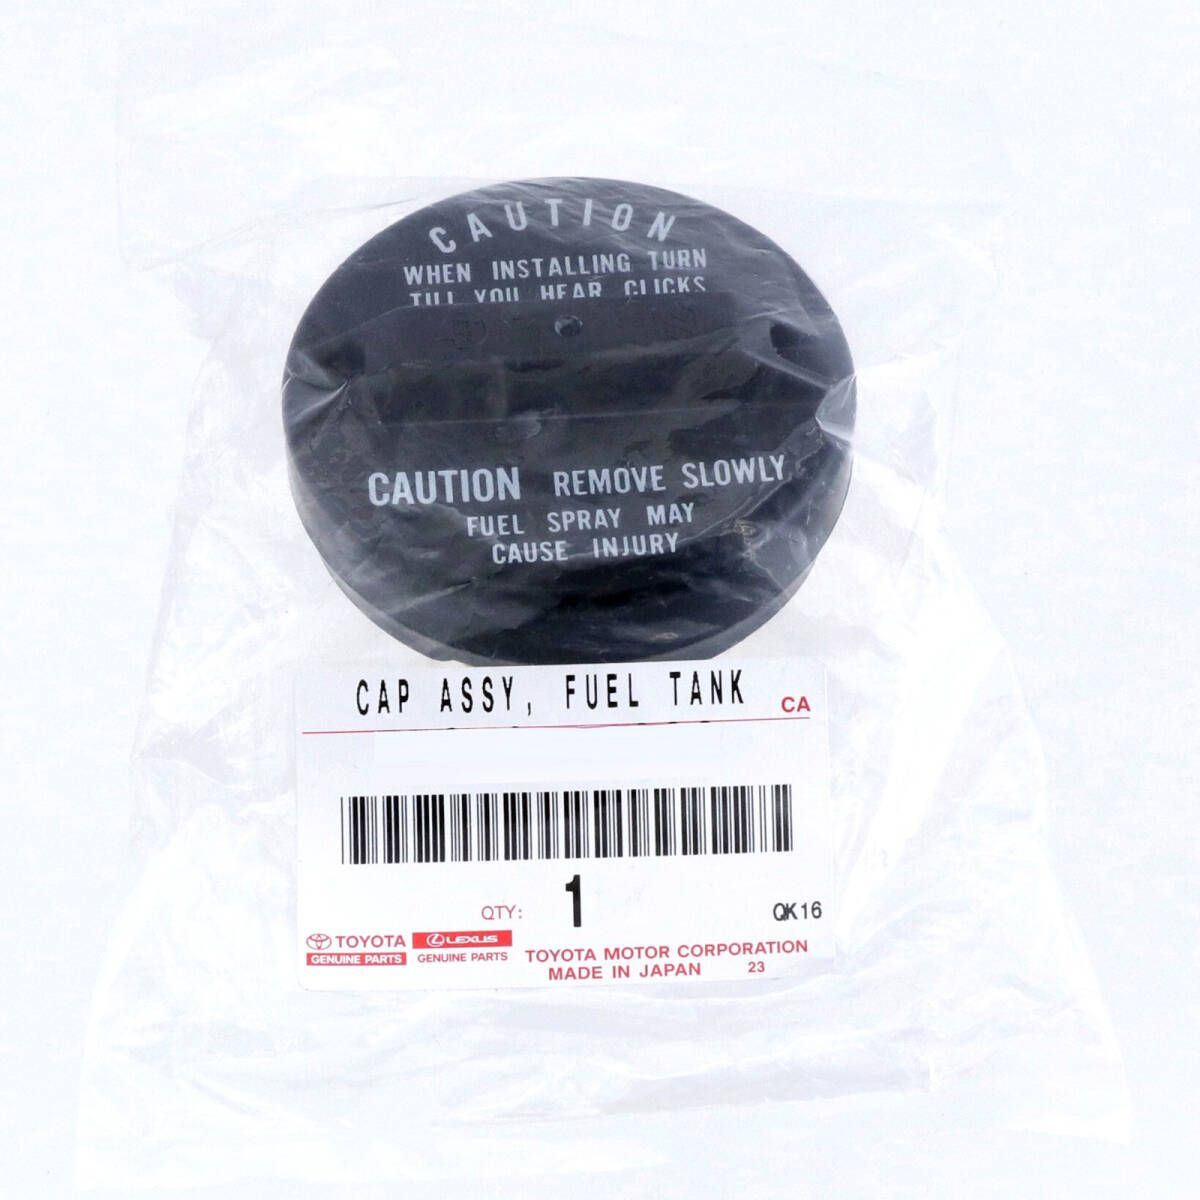 CAUTION
WHEN INSTALLING TURN
TILL YOU HEAR CLICKS
CAUTION REMOVE SLOWLY
FUEL SPRAY MAY
CAUSE INJURY
CAP ASSY, FUEL TANK CA
QTY: 1 QK16
TOYOTA LEXUS
GENUINE PARTS GENUINE PARTS
TOYOTA MOTOR CORPORATION
MADE IN JAPAN 23